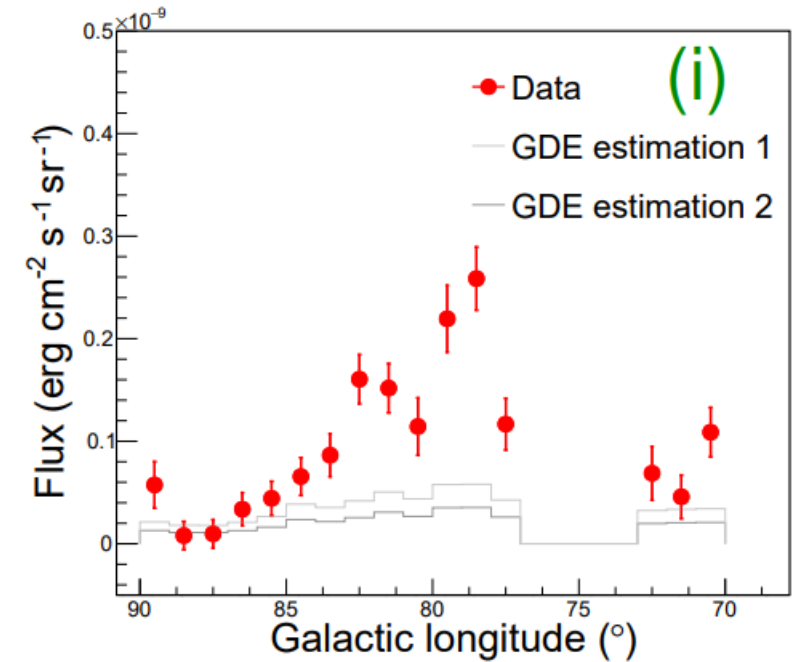 0.5×10⁻⁹
(i)
Data
GDE estimation 1
GDE estimation 2
0.4
0.3
0.2
0.1
0
Flux (erg cm⁻² s⁻¹ sr⁻¹)
90 85 80 75 70
Galactic longitude (°)